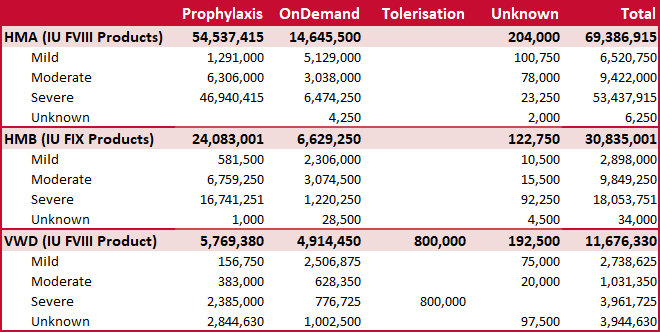 Prophylaxis OnDemand Tolerisation Unknown Total
HMA (IU FVIII Products) 54,537,415 14,645,500 204,000 69,386,915
Mild 1,291,000 5,129,000 100,750 6,520,750
Moderate 6,306,000 3,038,000 78,000 9,422,000
Severe 46,940,415 6,474,250 23,250 53,437,915
Unknown 4,250 2,000 6,250
HMB (IU FIX Products) 24,083,001 6,629,250 122,750 30,835,001
Mild 581,500 2,306,000 10,500 2,898,000
Moderate 6,759,250 3,074,500 15,500 9,849,250
Severe 16,741,251 1,220,250 92,250 18,053,751
Unknown 1,000 28,500 4,500 34,000
VWD (IU FVIII Product) 5,769,380 4,914,450 800,000 192,500 11,676,330
Mild 156,750 2,506,875 75,000 2,738,625
Moderate 383,000 628,350 20,000 1,031,350
Severe 2,385,000 776,725 800,000 3,961,725
Unknown 2,844,630 1,002,500 97,500 3,944,630